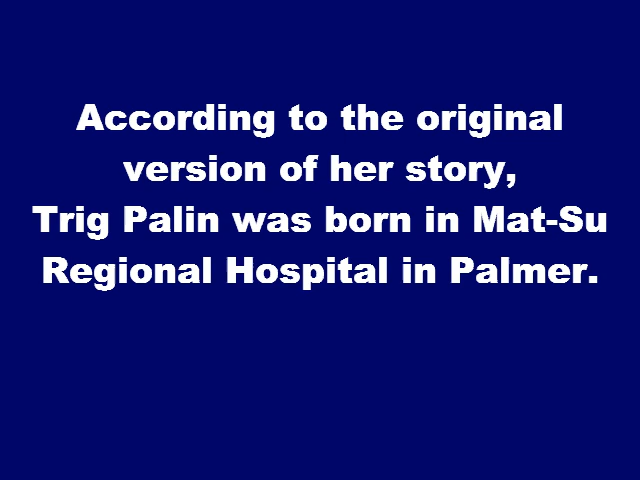 According to the original
version of her story,
Trig Palin was born in Mat-Su
Regional Hospital in Palmer.